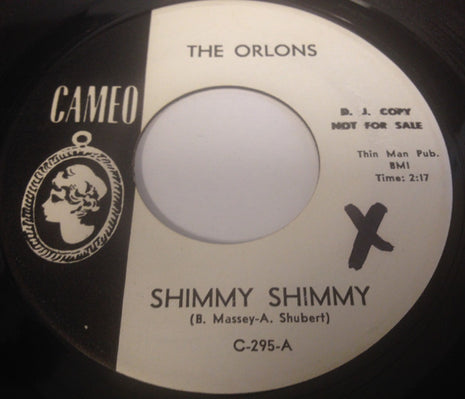 THE ORLONS
CAMEO
D. J. COPY
NOT FOR SALE
Thin Man Pub.
BMI
Time: 2:17
X
SHIMMY SHIMMY
(B. Massey-A. Shubert)
C-295-A